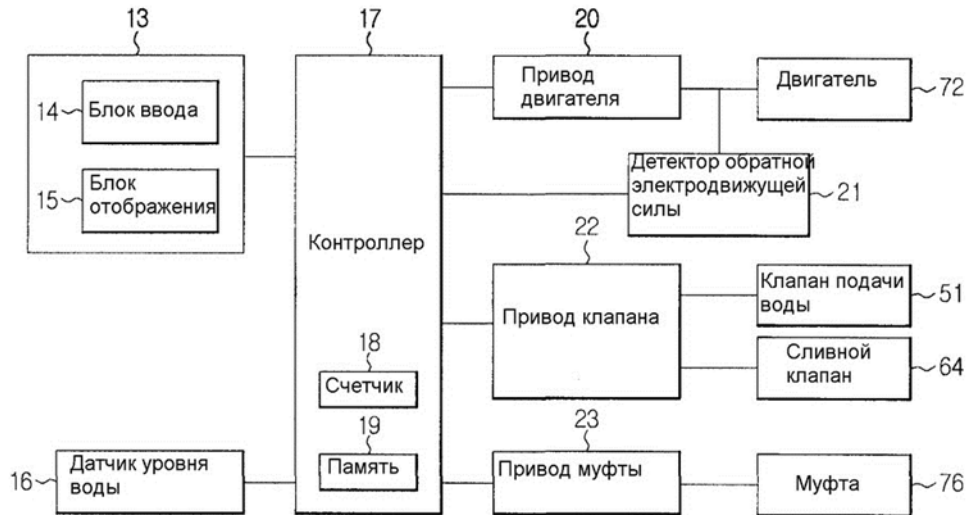 13
17
20
14
Блок ввода
15
Блок
отображения
Контроллер
Привод
двигателя
Двигатель
72
Детектор обратной
электродвижущей
силы
21
22
Привод клапана
Клапан подачи
воды
51
Сливной
клапан
64
18
Счетчик
19
Память
16
Датчик уровня
воды
23
Привод муфты
Муфта
76